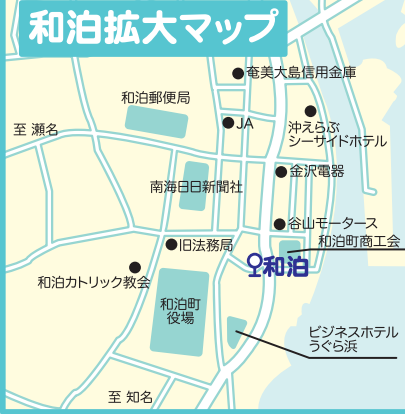 和泊拡大マップ
奄美大島信用金庫
和泊郵便局
JA
沖えらぶ
シーサイドホテル
至 瀬名
金沢電器
南海日日新聞社
谷山モータース
和泊町商工会
旧法務局
和泊
和泊カトリック教会
和泊町
役場
ビジネスホテル
うぐら浜
至 知名